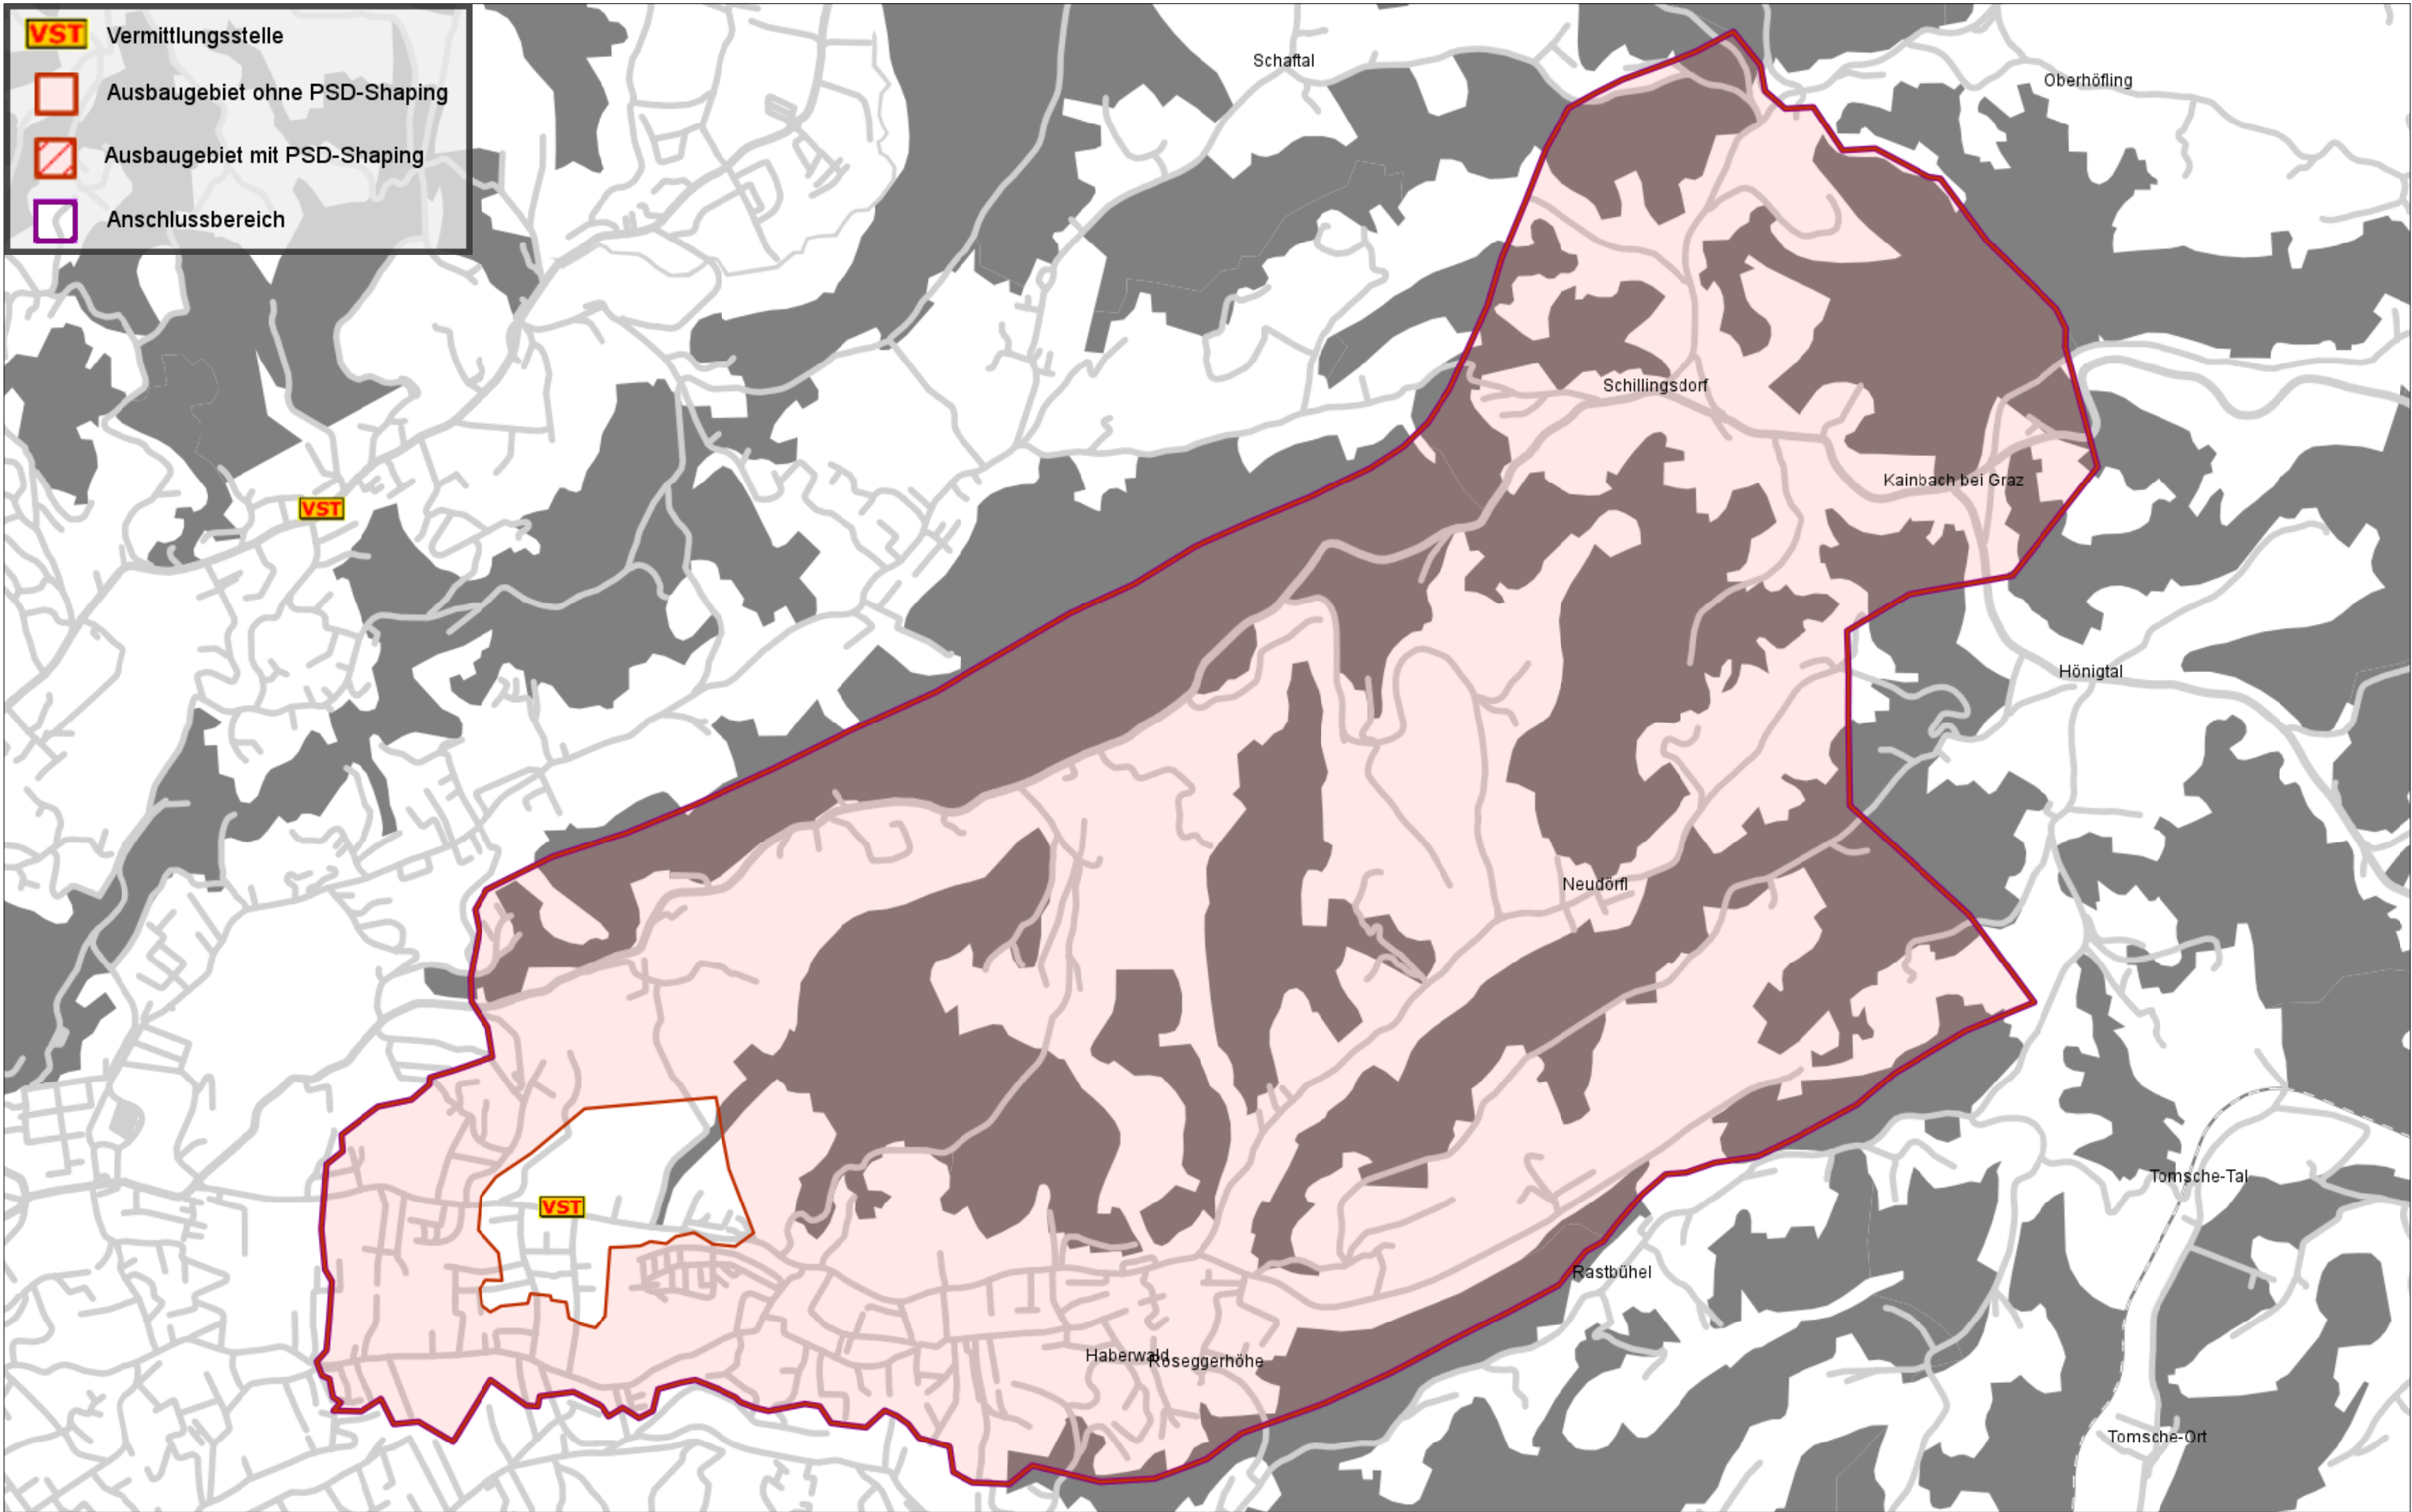 VST Vermittlungsstelle
Ausbaugebiet ohne PSD-Shaping
Ausbaugebiet mit PSD-Shaping
Anschlussbereich
Schaftal
Oberhöfling
Schillingsdorf
Kainbach bei Graz
VST
Hönigtal
Neudörfl
Tomsche-Tal
VST
Rastbühel
Haberwald
Roseggerhöhe
Tomsche-Ort